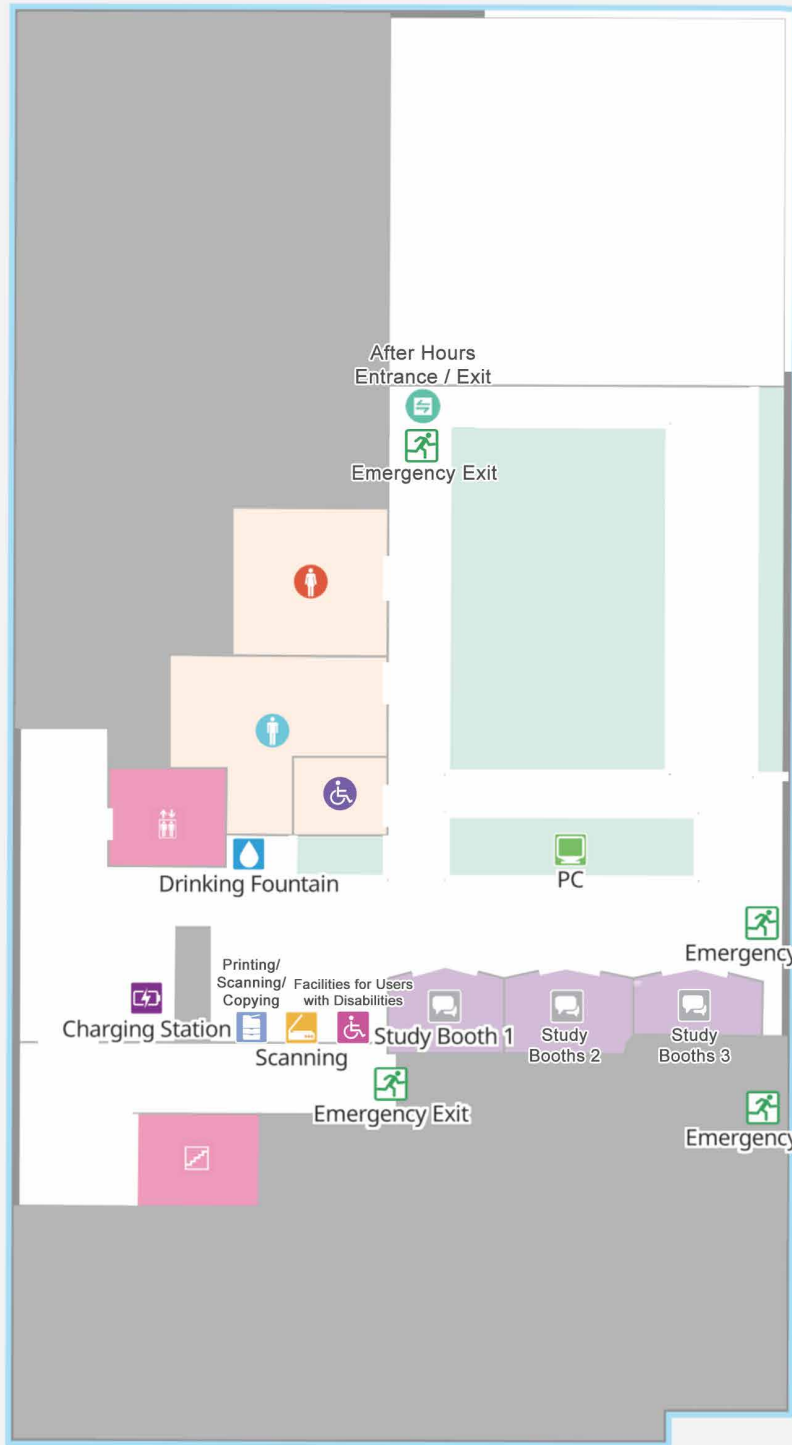 After Hours
Entrance / Exit
Emergency Exit
Drinking Fountain
PC
Emergency
Printing/
Scanning/
Copying
Facilities for Users
with Disabilities
Charging Station
Scanning
Study Booth 1
Study
Booths 2
Study
Booths 3
Emergency Exit
Emergency